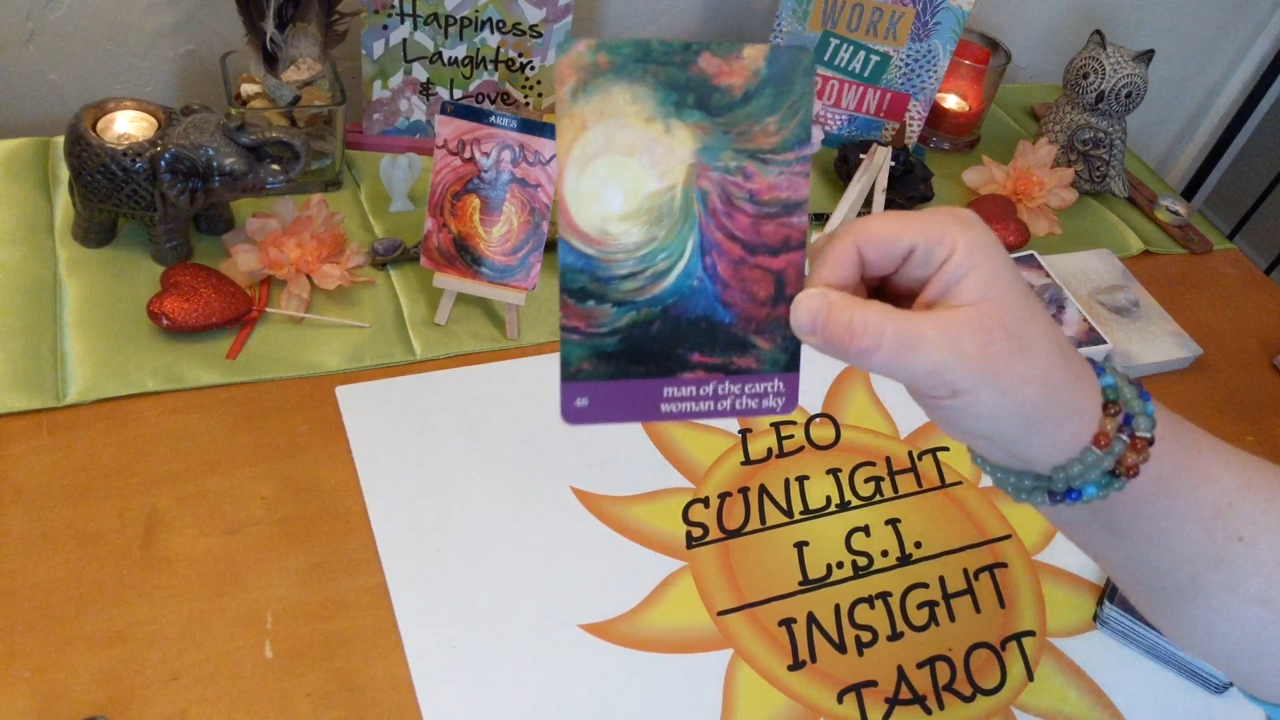 Happiness
Laughter
& Love
WORK
THAT
ROWN!
ARIES
46
man of the earth,
woman of the sky
LEO
SUNLIGHT
L.S.I.
INSIGHT
TAROT